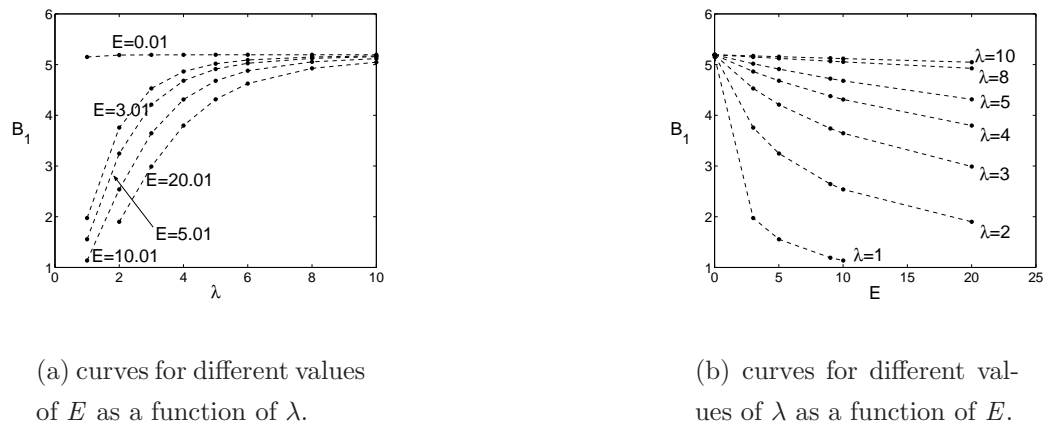 6
5
4
3
2
1
B₁
0 2 4 6 8 10
λ
E=0.01
E=3.01
E=20.01
E=5.01
E=10.01
(a) curves for different values
of E as a function of λ.
6
5
4
3
2
1
B₁
0 5 10 15 20 25
E
λ=10
λ=8
λ=5
λ=4
λ=3
λ=2
λ=1
(b) curves for different val-
ues of λ as a function of E.